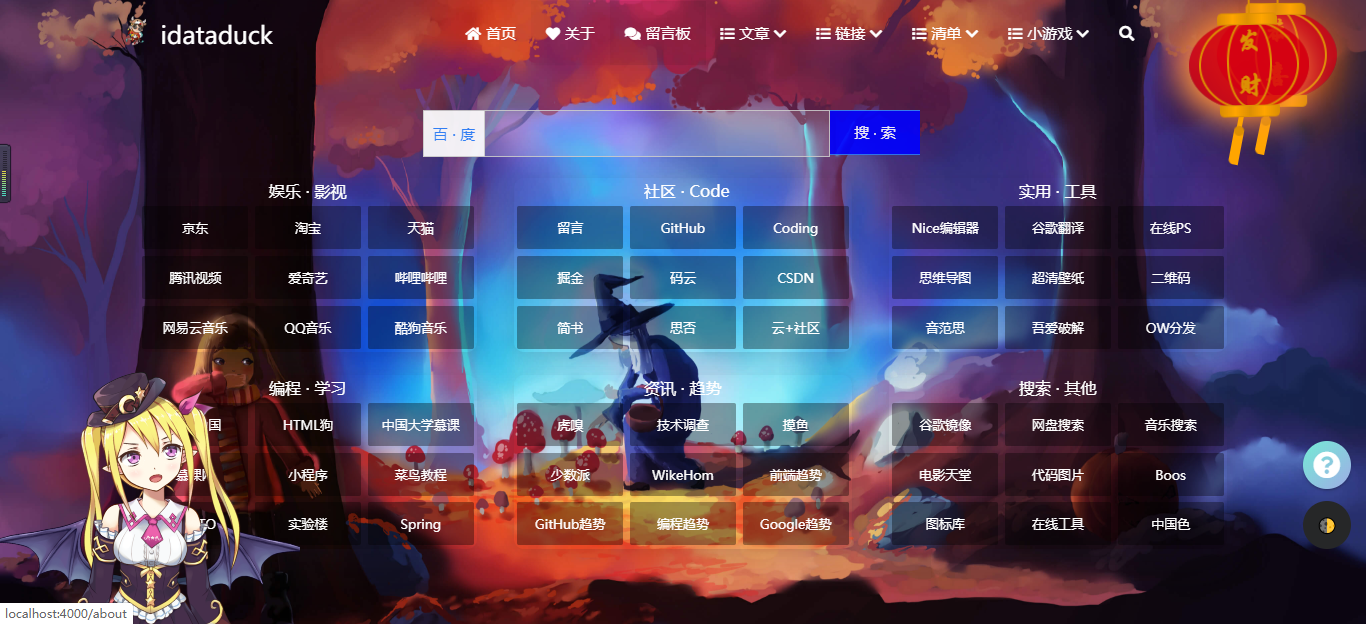 idataduck
首页
关于
留言板
文章
链接
清单
小游戏
发财
百 · 度
搜 · 索
娱乐 · 影视
京东 淘宝 天猫
腾讯视频 爱奇艺 哔哩哔哩
网易云音乐 QQ音乐 酷狗音乐
社区 · Code
留言 GitHub Coding
掘金 码云 CSDN
简书 思否 云+社区
实用 · 工具
Nice编辑器 谷歌翻译 在线PS
思维导图 超清壁纸 二维码
音范思 吾爱破解 OW分发
编程 · 学习
国 HTML狗 中国大学慕课
小程序 菜鸟教程
实验楼 Spring
资讯 · 趋势
虎嗅 技术调查 摸鱼
少数派 WikeHom 前端趋势
GitHub趋势 编程趋势 Google趋势
搜索 · 其他
谷歌镜像 网盘搜索 音乐搜索
电影天堂 代码图片 Boos
图标库 在线工具 中国色
localhost:4000/about